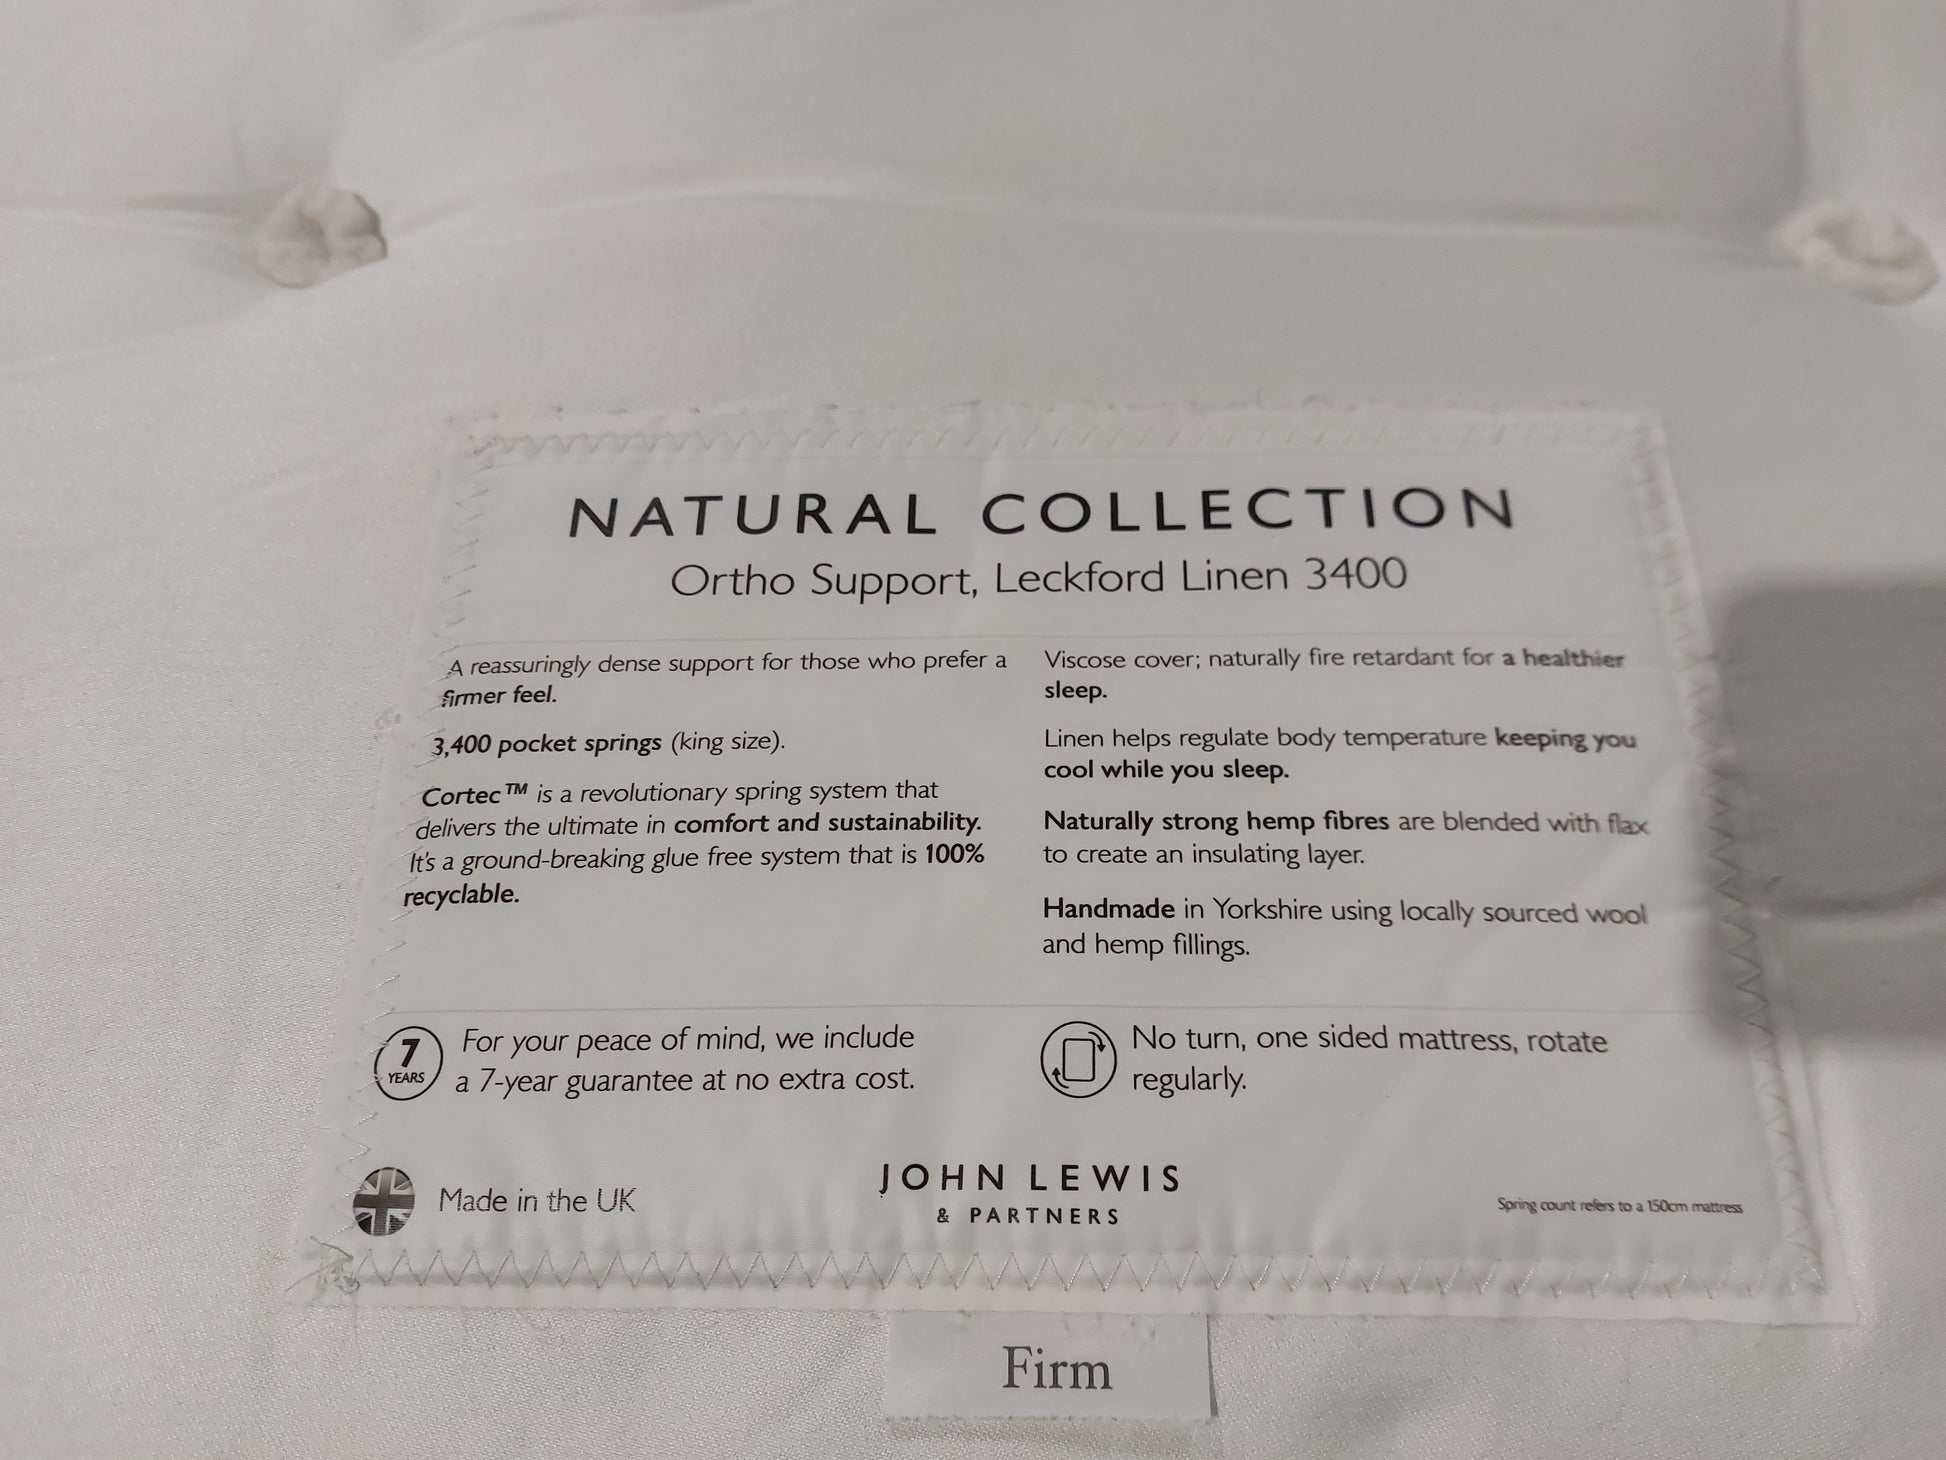 NATURAL COLLECTION
Ortho Support, Leckford Linen 3400
A reassuringly dense support for those who prefer a
firmer feel.
3,400 pocket springs (king size).
Cortec™ is a revolutionary spring system that
delivers the ultimate in comfort and sustainability.
It's a ground-breaking glue free system that is 100%
recyclable.
Viscose cover; naturally fire retardant for a healthier
sleep.
Linen helps regulate body temperature keeping you
cool while you sleep.
Naturally strong hemp fibres are blended with flax
to create an insulating layer.
Handmade in Yorkshire using locally sourced wool
and hemp fillings.
7
YEARS
For your peace of mind, we include
a 7-year guarantee at no extra cost.
No turn, one sided mattress, rotate
regularly.
Made in the UK
JOHN LEWIS
& PARTNERS
Spring count refers to a 150cm mattress
Firm